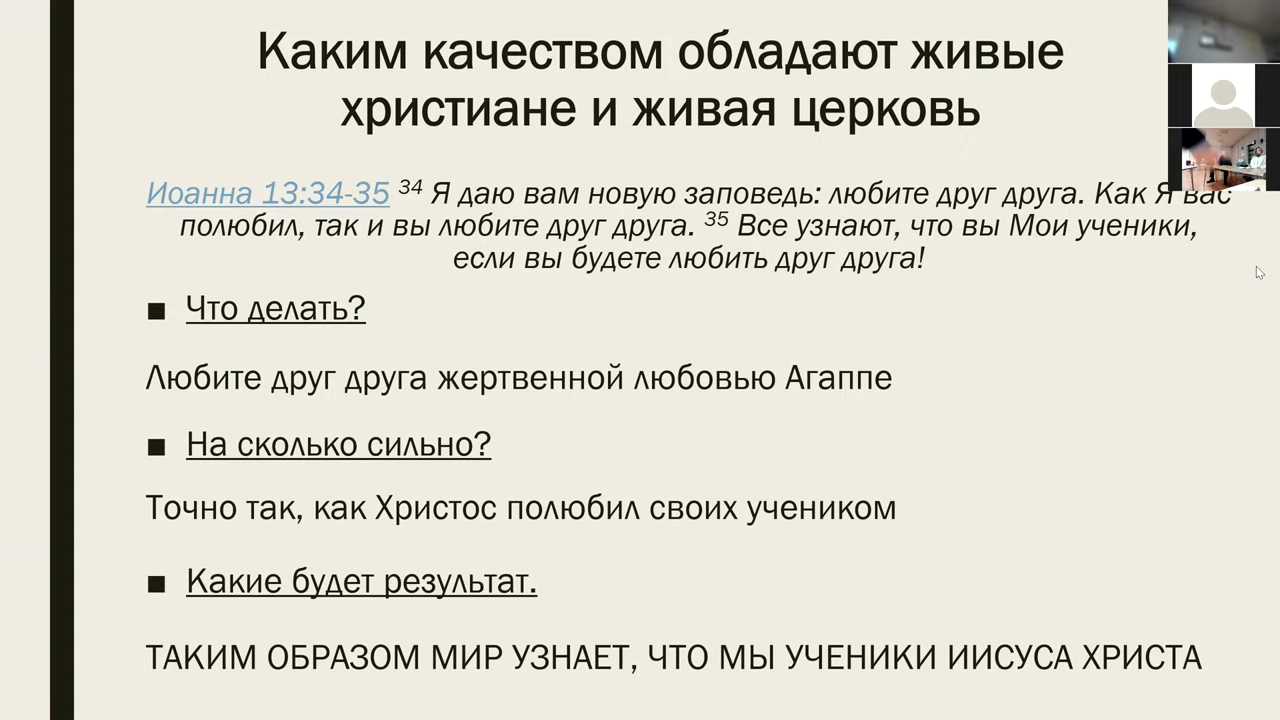 Каким качеством обладают живые
христиане и живая церковь
Иоанна 13:34-35 34 Я даю вам новую заповедь: любите друг друга. Как Я вас
полюбил, так и вы любите друг друга. 35 Все узнают, что вы Мои ученики,
если вы будете любить друг друга!
■ Что делать?
Любите друг друга жертвенной любовью Агаппе
■ На сколько сильно?
Точно так, как Христос полюбил своих учеником
■ Какие будет результат.
ТАКИМ ОБРАЗОМ МИР УЗНАЕТ, ЧТО МЫ УЧЕНИКИ ИИСУСА ХРИСТА